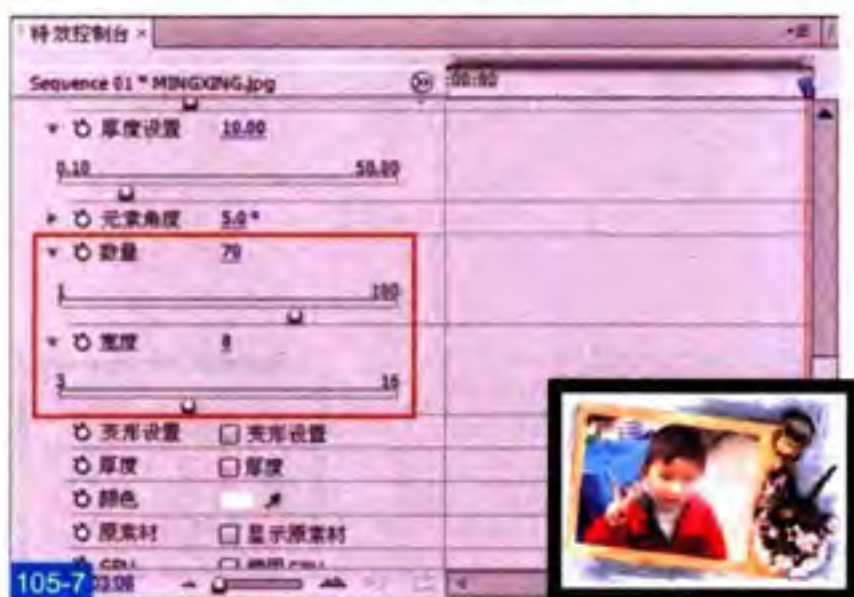 特效控制台 ×
Sequence 01 * MINGXING.jpg
:00:00
厚度设置 10.00
0.10 50.00
元素角度 5.0°
数量 70
1 100
宽度 8
3 16
变形设置 变形设置
厚度 厚度
颜色
原素材 显示原素材
105-7